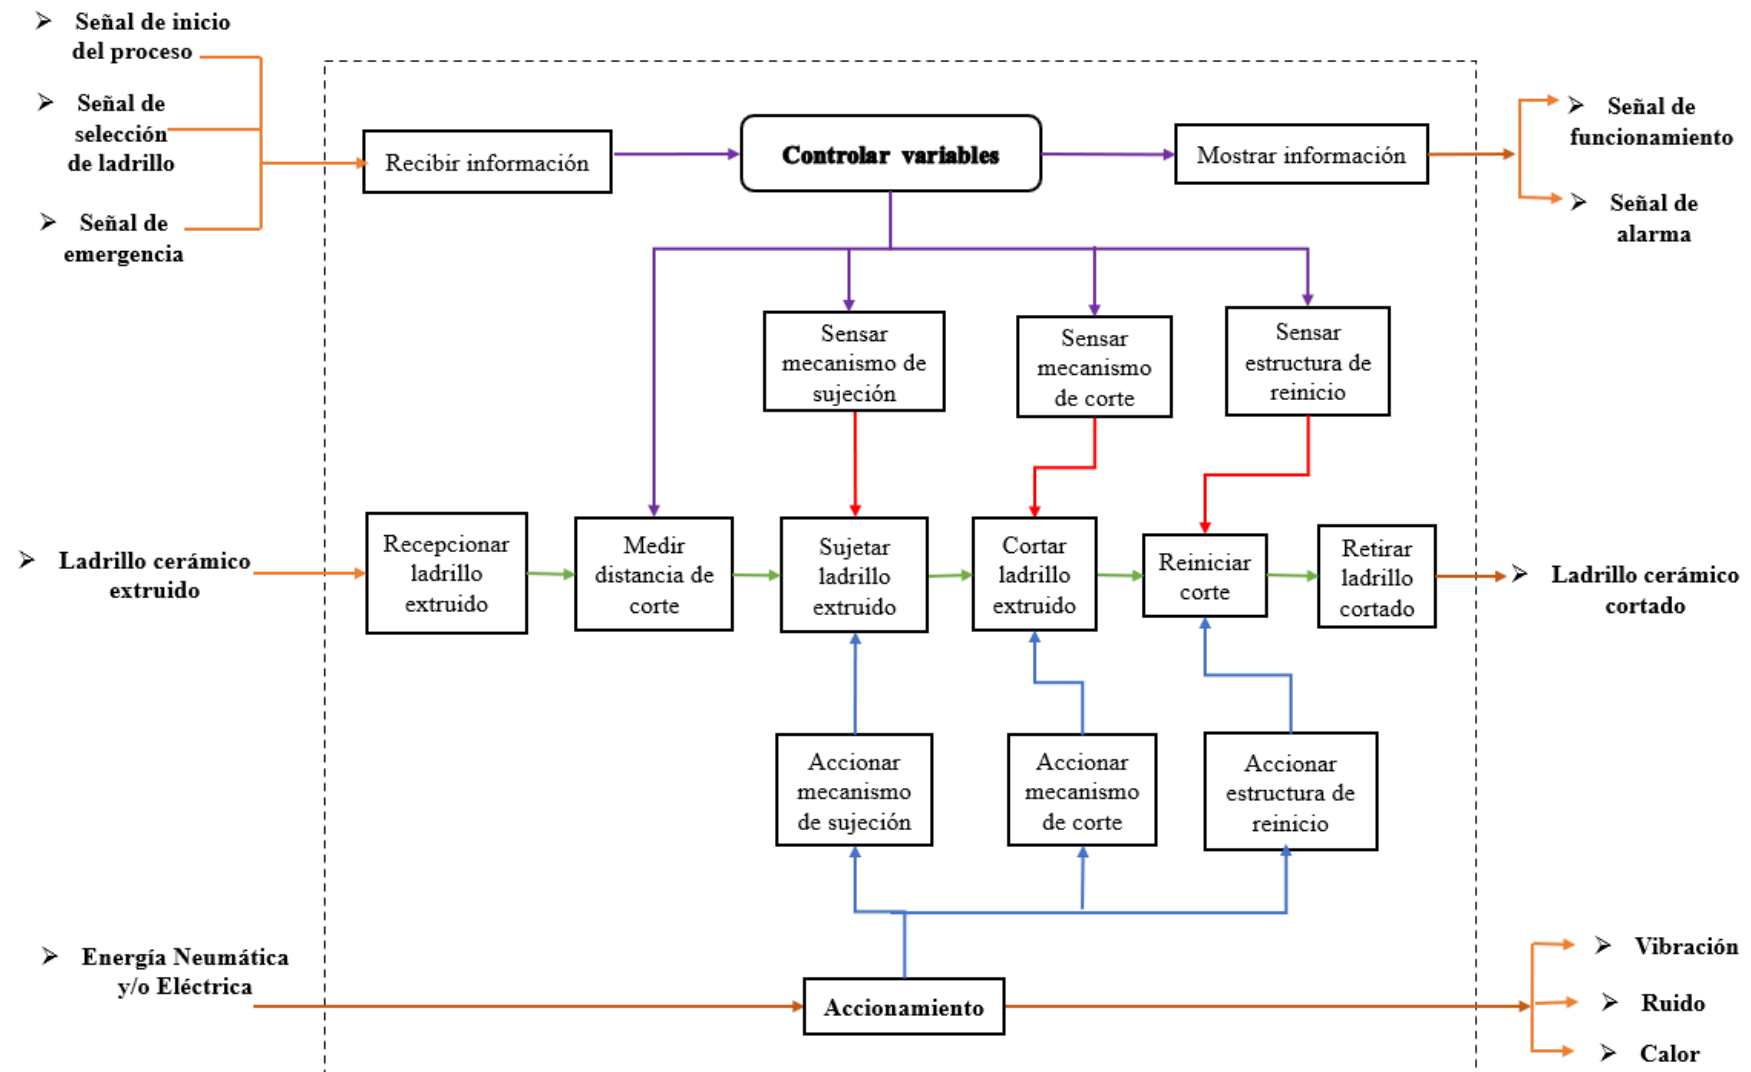 Señal de inicio
del proceso
Señal de
selección
de ladrillo
Señal de
emergencia
Recibir información
Controlar variables
Mostrar información
Señal de
funcionamiento
Señal de
alarma
Sensar
mecanismo de
sujeción
Sensar
mecanismo
de corte
Sensar
estructura de
reinicio
Ladrillo cerámico
extruido
Recepcionar
ladrillo
extruido
Medir
distancia de
corte
Sujetar
ladrillo
extruido
Cortar
ladrillo
extruido
Reiniciar
corte
Retirar
ladrillo
cortado
Ladrillo cerámico
cortado
Accionar
mecanismo
de sujeción
Accionar
mecanismo
de corte
Accionar
estructura de
reinicio
Energía Neumática
y/o Eléctrica
Accionamiento
Vibración
Ruido
Calor